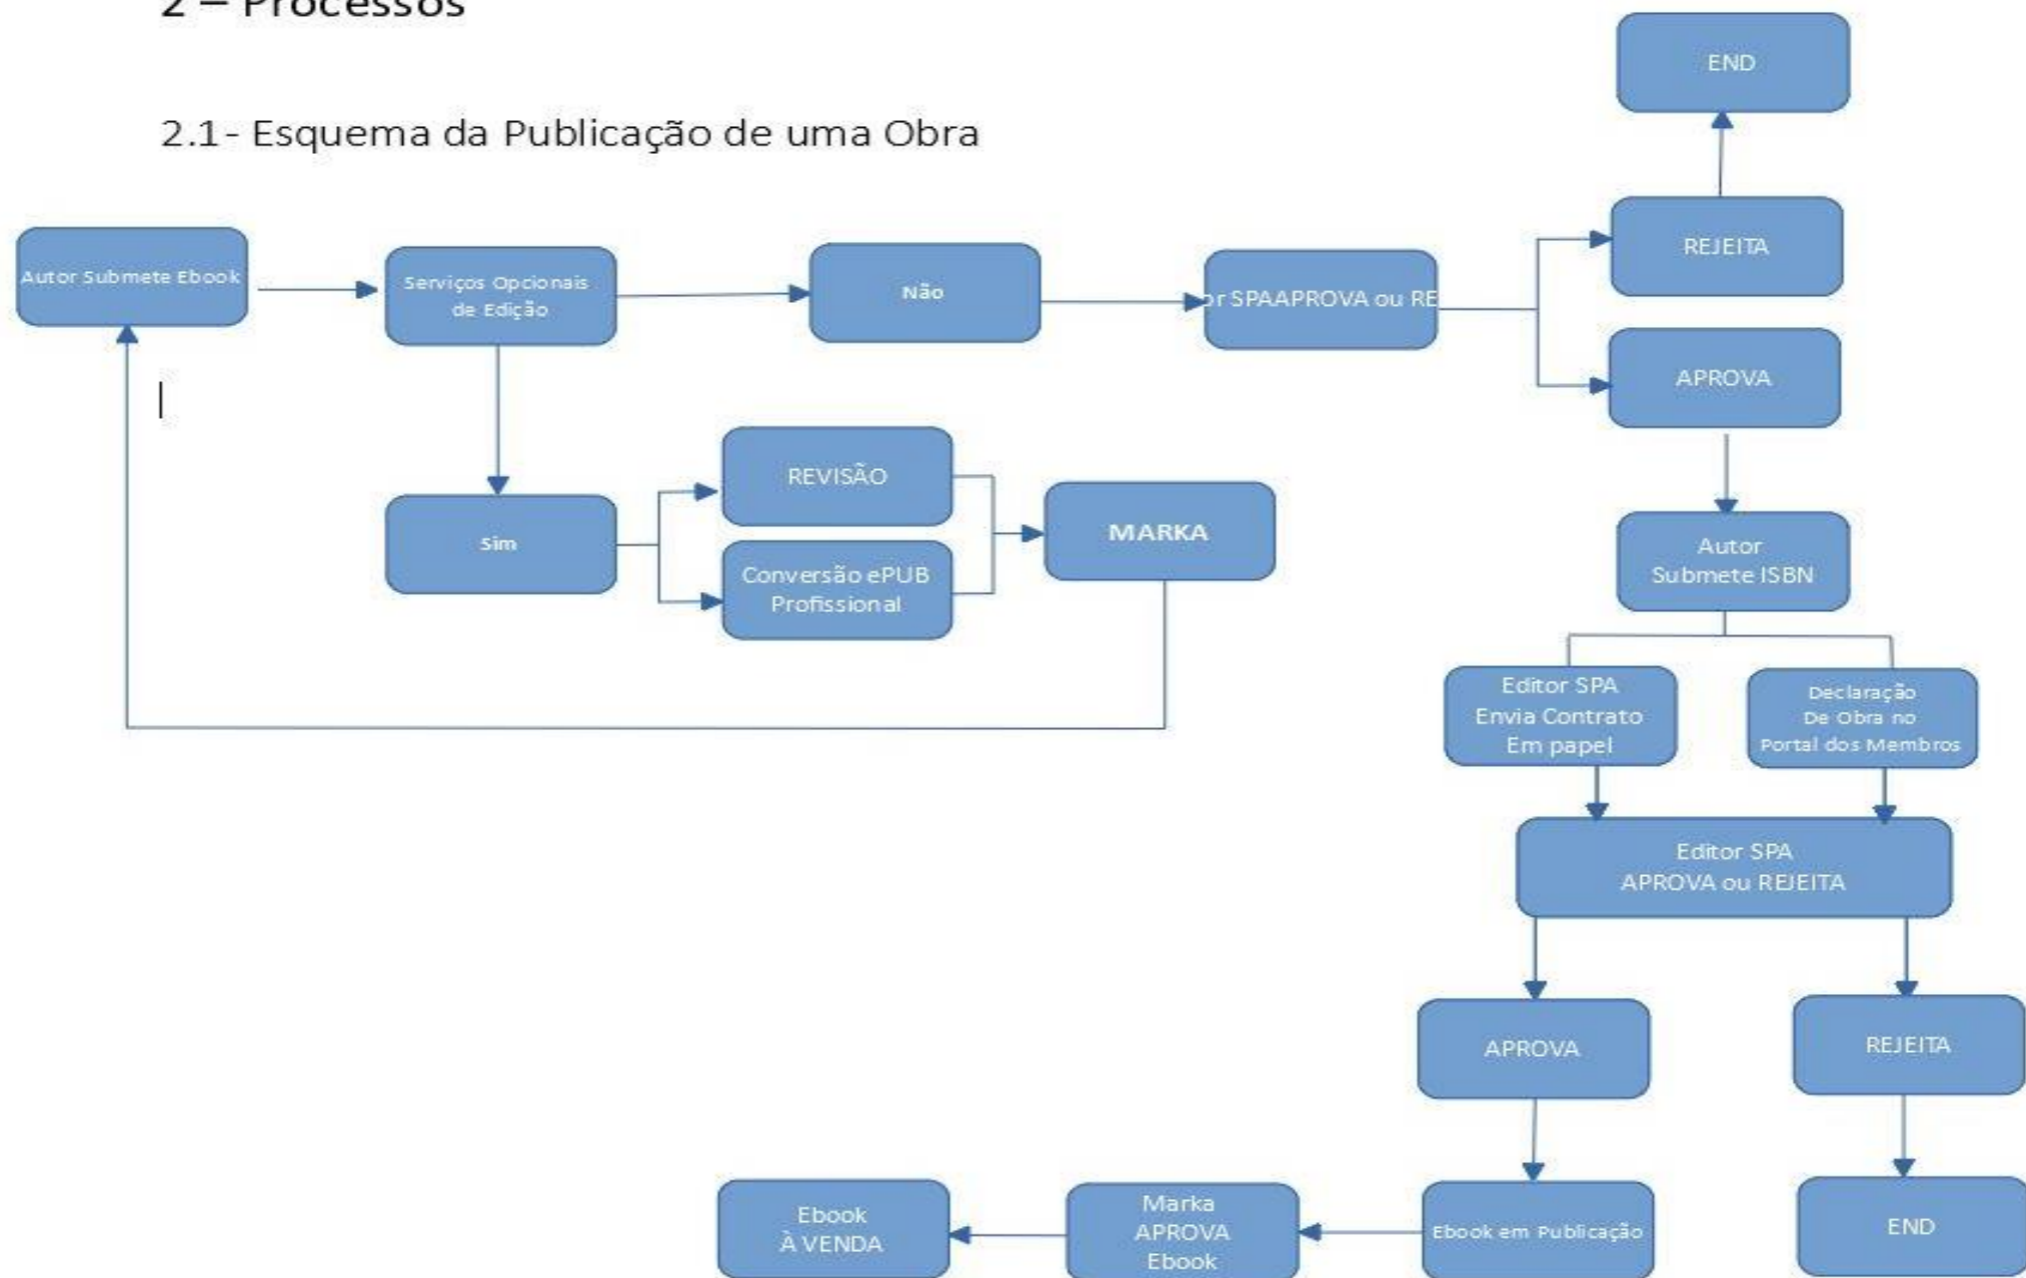 2 – Processos
2.1- Esquema da Publicação de uma Obra
END
Autor Submete Ebook
Serviços Opcionais
de Edição
Não
or SPAAPROVA ou RE
REJEITA
APROVA
Sim
REVISÃO
Conversão ePUB
Profissional
MARKA
Autor
Submete ISBN
Editor SPA
Envia Contrato
Em papel
Declaração
De Obra no
Portal dos Membros
Editor SPA
APROVA ou REJEITA
APROVA
REJEITA
Ebook
À VENDA
Marka
APROVA
Ebook
Ebook em Publicação
END